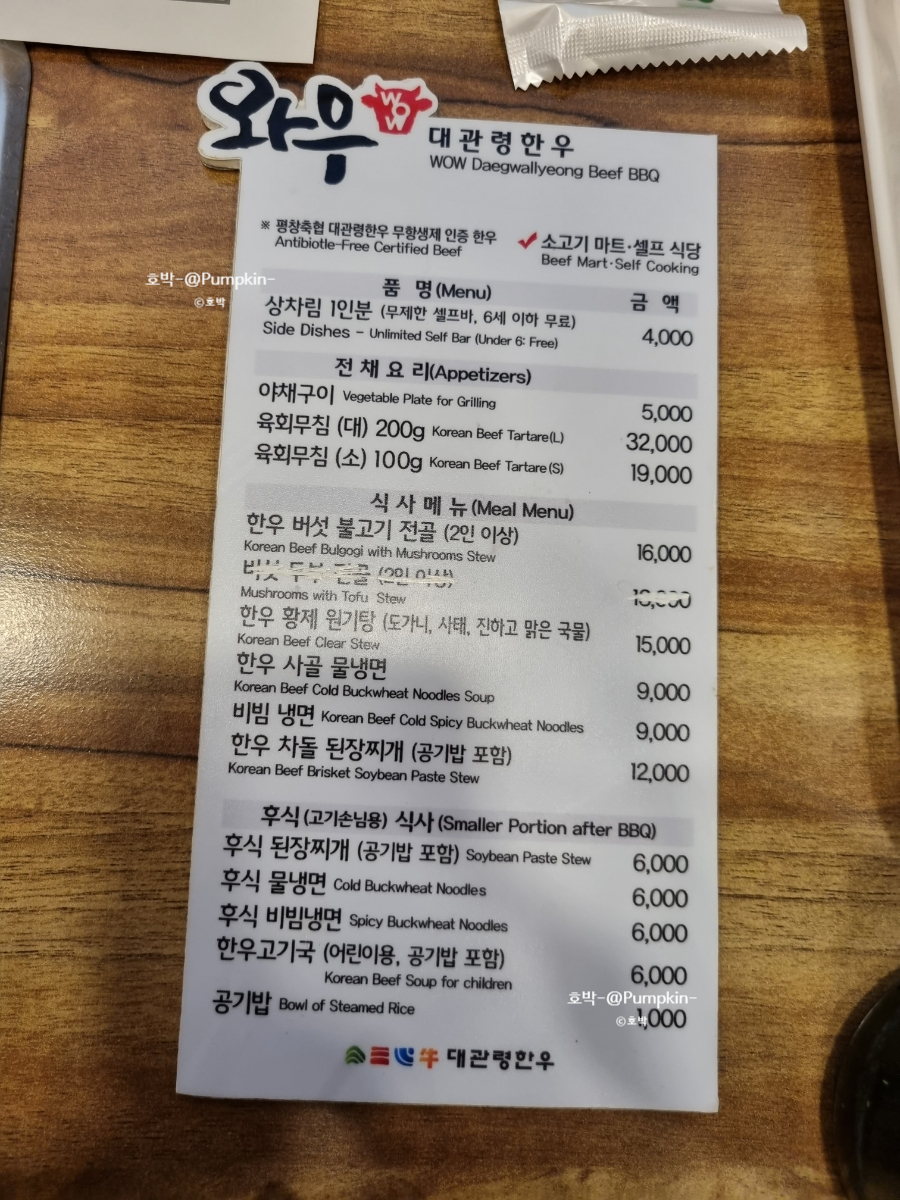 와우
WOW
대관령한우
WOW Daegwallyeong Beef BBQ
※ 평창축협 대관령한우 무항생제 인증 한우
Antibiotle-Free Certified Beef
소고기 마트·셀프 식당
Beef Mart·Self Cooking
호박-@Pumpkin-
©호박
품 명(Menu) 금 액
상차림 1인분 (무제한 셀프바, 6세 이하 무료)
Side Dishes - Unlimited Self Bar (Under 6: Free) 4,000
전채요리(Appetizers)
야채구이 Vegetable Plate for Grilling 5,000
육회무침 (대) 200g Korean Beef Tartare(L) 32,000
육회무침 (소) 100g Korean Beef Tartare(S) 19,000
식사메뉴(Meal Menu)
한우 버섯 불고기 전골 (2인 이상)
Korean Beef Bulgogi with Mushrooms Stew 16,000
버섯 두부 전골 (2인 이상)
Mushrooms with Tofu Stew
한우 황제 원기탕 (도가니, 사태, 진하고 맑은 국물)
Korean Beef Clear Stew 15,000
한우 사골 물냉면
Korean Beef Cold Buckwheat Noodles Soup 9,000
비빔 냉면 Korean Beef Cold Spicy Buckwheat Noodles 9,000
한우 차돌 된장찌개 (공기밥 포함)
Korean Beef Brisket Soybean Paste Stew 12,000
후식(고기손님용) 식사(Smaller Portion after BBQ)
후식 된장찌개 (공기밥 포함) Soybean Paste Stew 6,000
후식 물냉면 Cold Buckwheat Noodles 6,000
후식 비빔냉면 Spicy Buckwheat Noodles 6,000
한우고기국 (어린이용, 공기밥 포함)
Korean Beef Soup for children 6,000
호박-@Pumpkin-
©호박
공기밥 Bowl of Steamed Rice 1,000
대관령한우